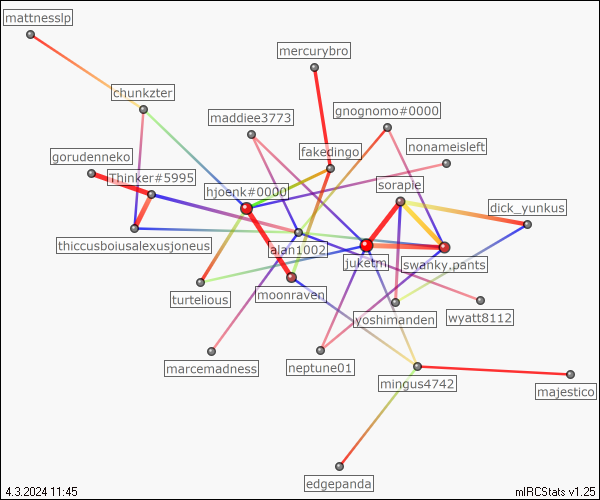 mattnesslp
mercurybro
chunkzter
maddiee3773
gnognomo#0000
nonameisleft
gorudenneko
fakedingo
Thinker#5995
hjoenk#0000
sorapie
dick_yunkus
thiccusboiusalexusjoneus
alan1002
juketm
swanky.pants
turtelious
moonraven
yoshimanden
wyatt8112
marcemadness
neptune01
mingus4742
majestico
edgepanda
4.3.2024 11:45
mIRCStats v1.25